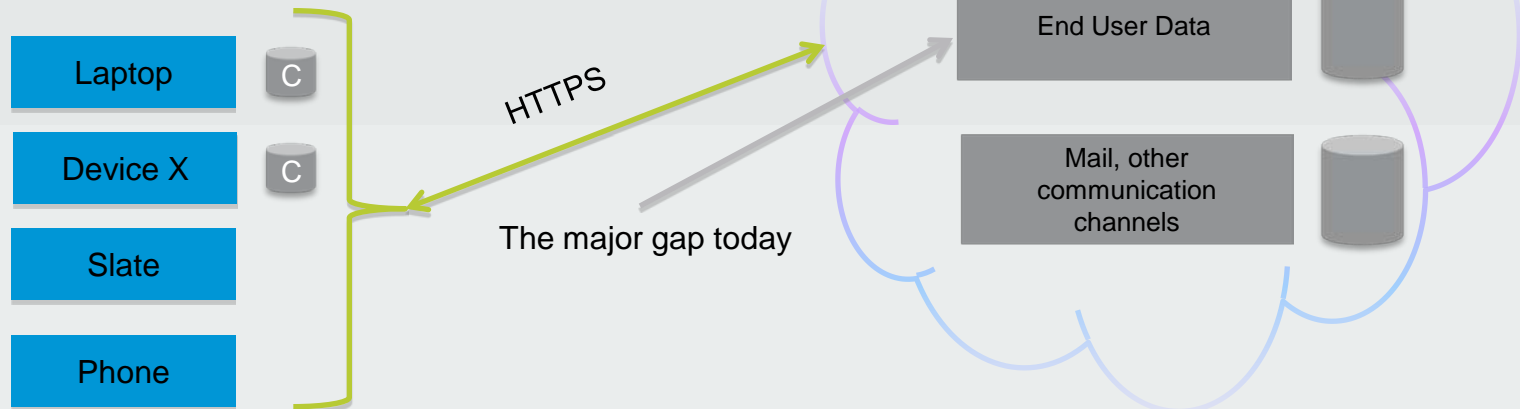 Laptop
C
Device X
C
Slate
Phone
HTTPS
The major gap today
End User Data
Mail, other
communication
channels